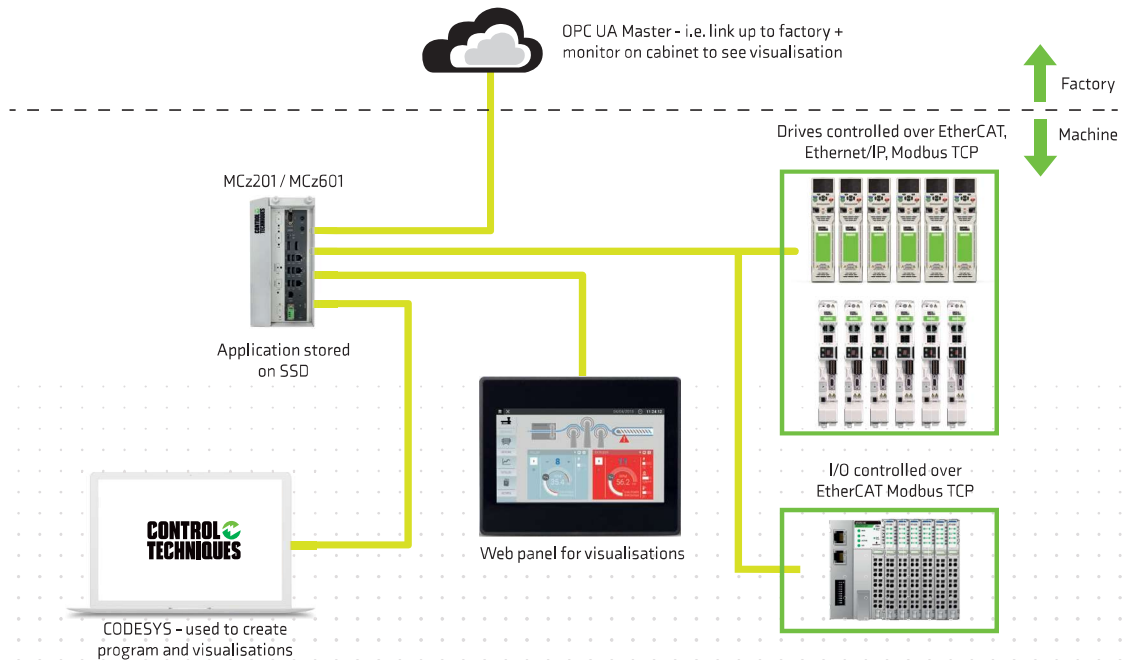 OPC UA Master - i.e. link up to factory +
monitor on cabinet to see visualisation
Factory
Machine
Drives controlled over EtherCAT,
Ethernet/IP, Modbus TCP
MCz201 / MCz601
CONTROL
TECHNIQUES
Application stored
on SSD
I/O controlled over
EtherCAT Modbus TCP
Web panel for visualisations
CONTROL
TECHNIQUES
CODESYS - used to create
program and visualisations